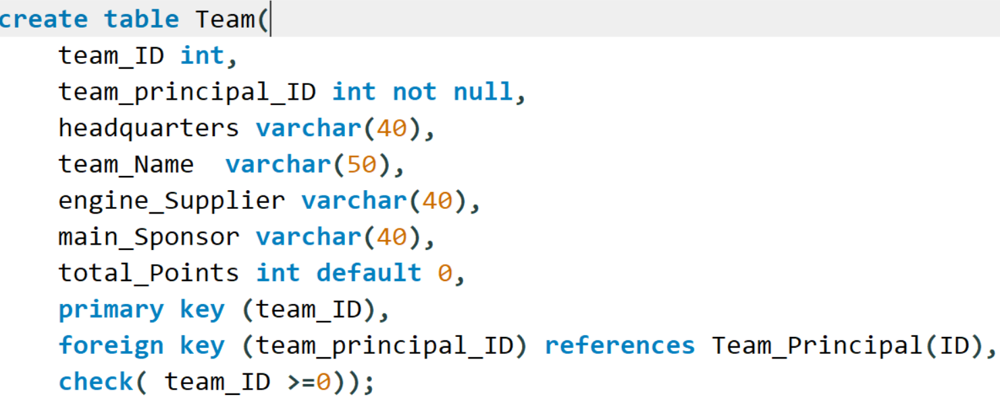 create table Team(
team_ID int,
team_principal_ID int not null,
headquarters varchar(40),
team_Name  varchar(50),
engine_Supplier varchar(40),
main_Sponsor varchar(40),
total_Points int default 0,
primary key (team_ID),
foreign key (team_principal_ID) references Team_Principal(ID),
check( team_ID >=0));